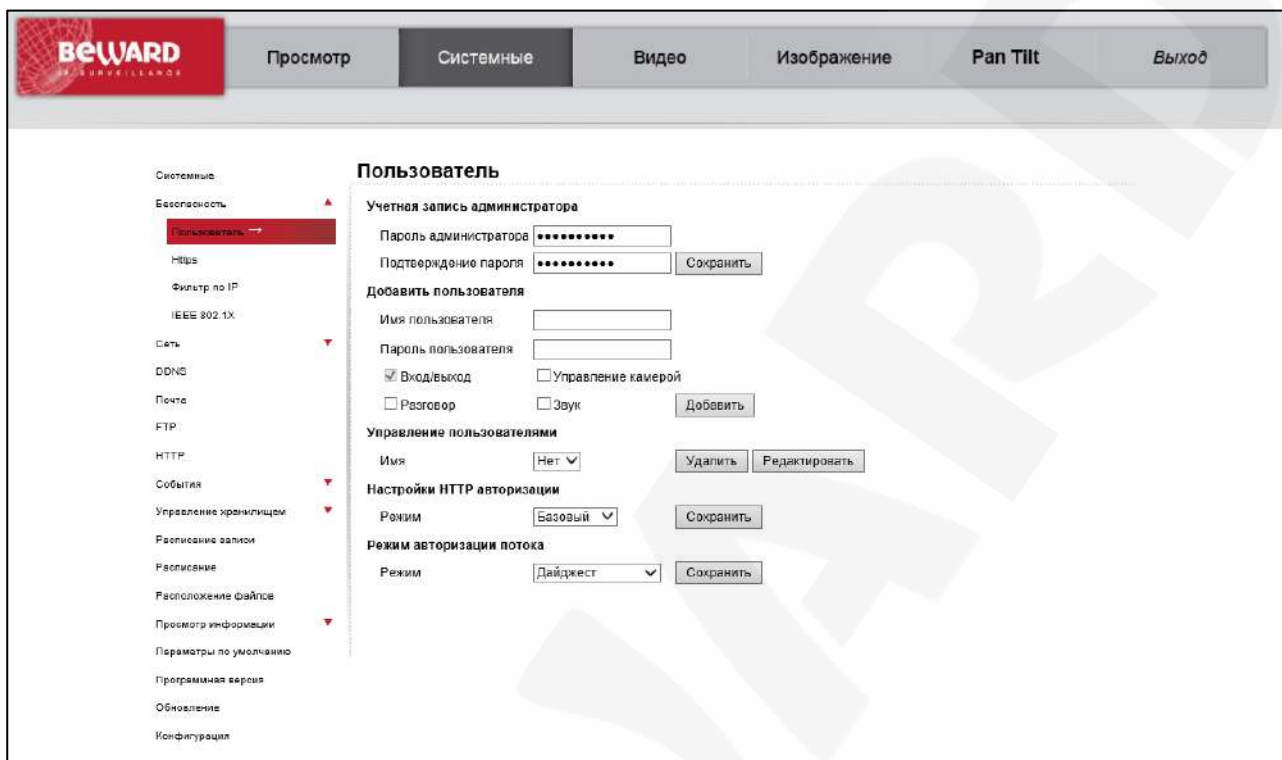 BEWARD
IP SURVEILLANCE
Просмотр
Системные
Видео
Изображение
Pan Tilt
Выход
Системные
Безопасность
Пользователь →
Https
Фильтр по IP
IEEE 802.1X
Сеть
DDNS
Почта
FTP
HTTP
События
Управление хранилищем
Расписание записи
Расписание
Расположение файлов
Просмотр информации
Параметры по умолчанию
Программная версия
Обновление
Конфигурация
Пользователь
Учетная запись администратора
Пароль администратора ••••••••••
Подтверждение пароля •••••••••• Сохранить
Добавить пользователя
Имя пользователя
Пароль пользователя
Вход/выход Управление камерой
Разговор Звук Добавить
Управление пользователями
Имя Нет Удалить Редактировать
Настройки HTTP авторизации
Режим Базовый Сохранить
Режим авторизации потока
Режим Дайджест Сохранить